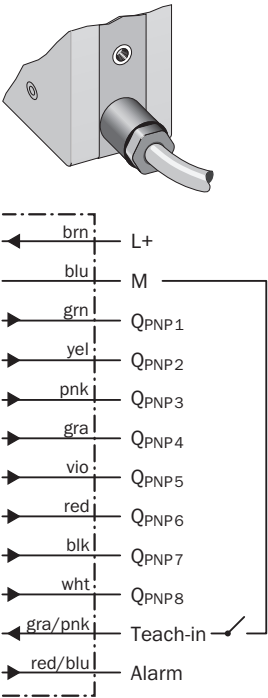 brn L+
blu M
grn QPNP1
yel QPNP2
pnk QPNP3
gra QPNP4
vio QPNP5
red QPNP6
blk QPNP7
wht QPNP8
gra/pnk Teach-in
red/blu Alarm